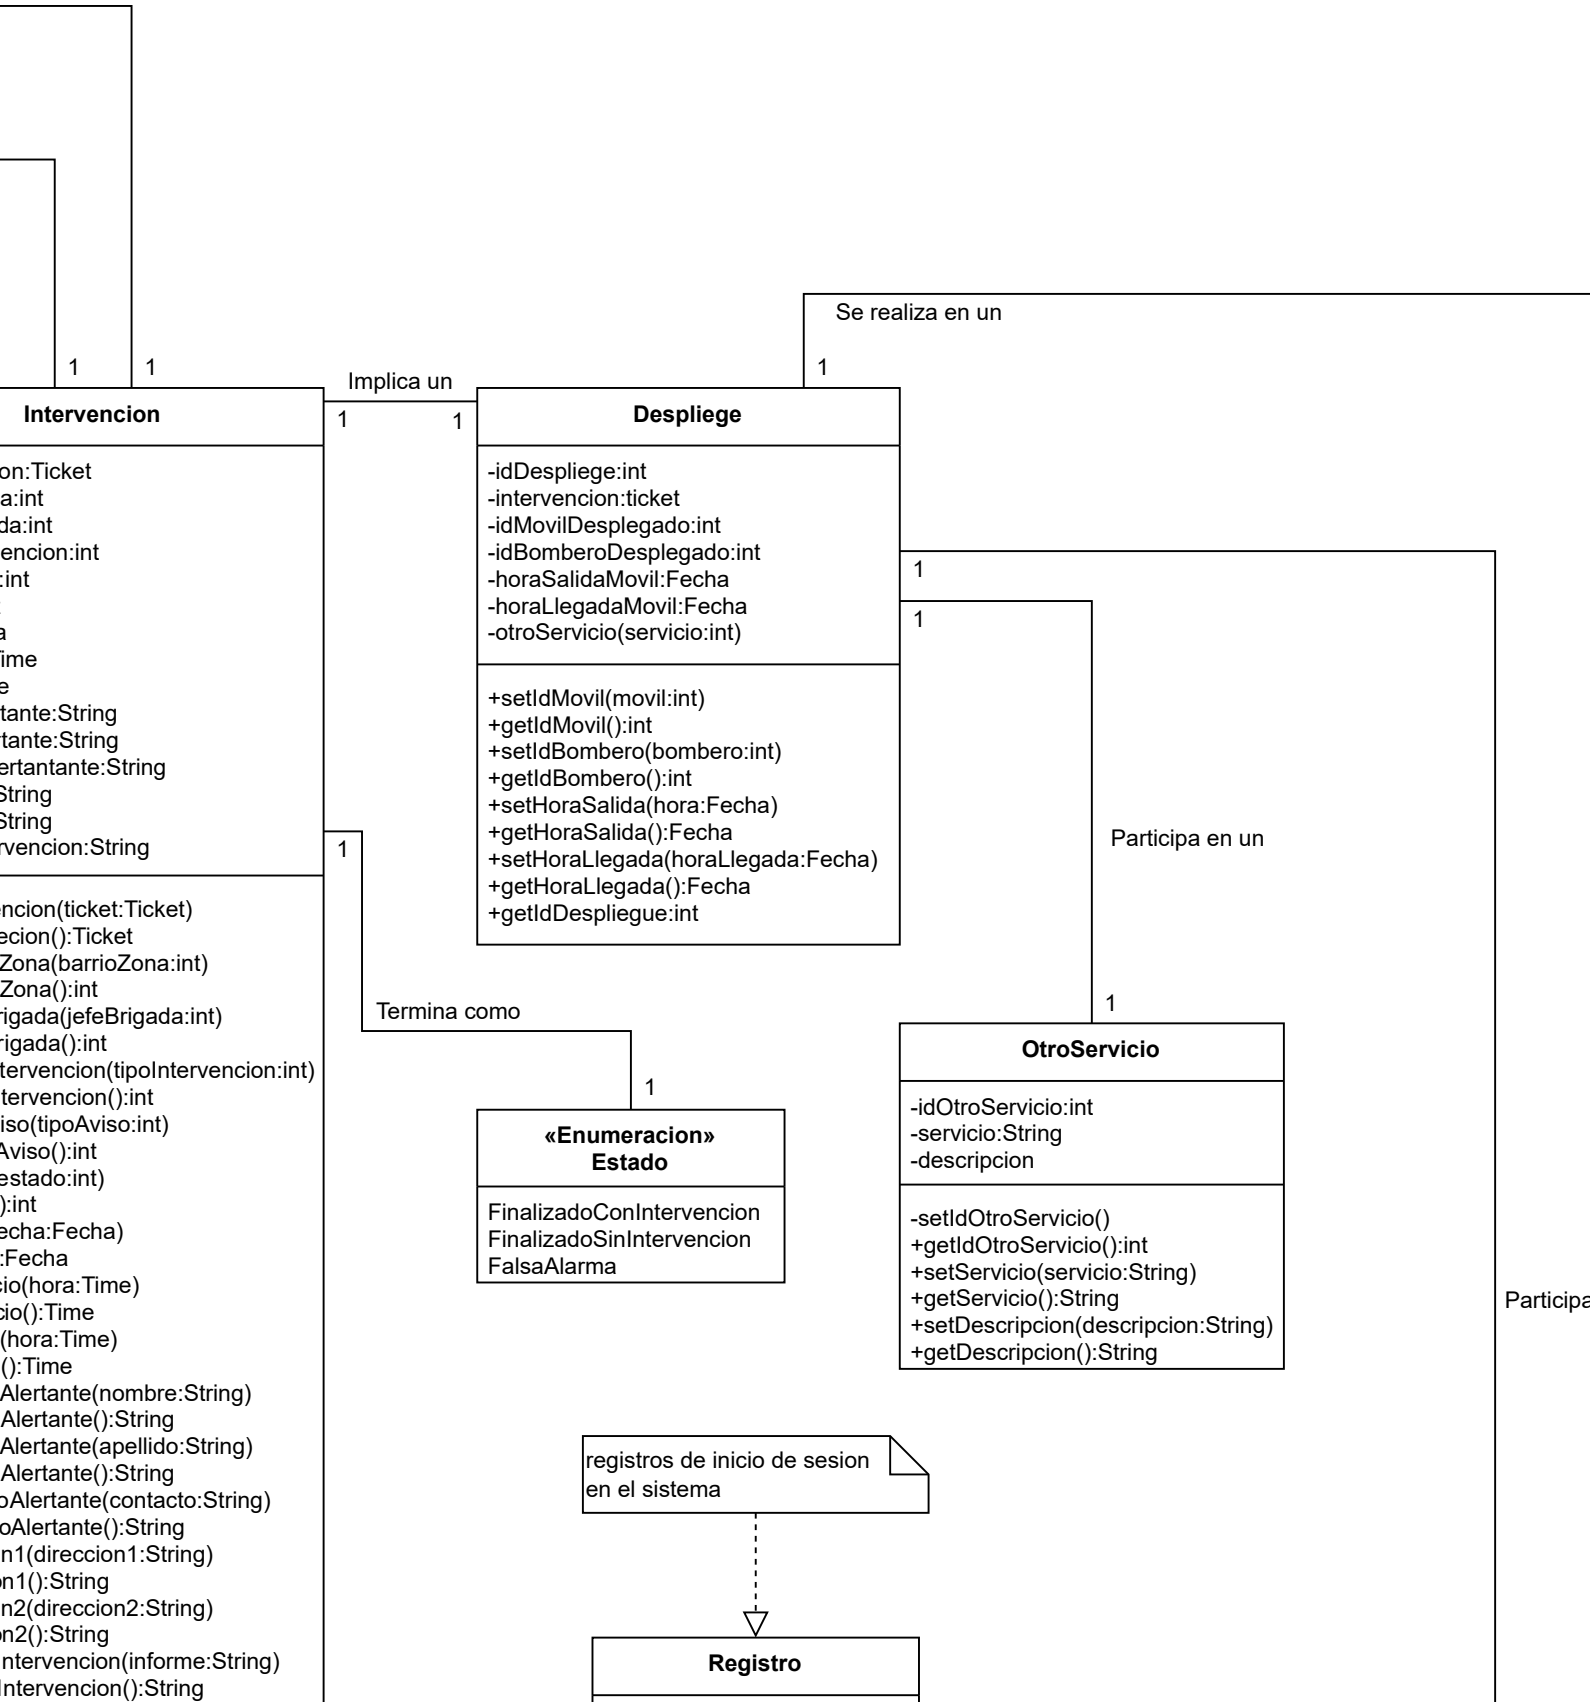 Se realiza en un
1
1
1
Implica un
1
1
Intervencion
on:Ticket
a:int
da:int
encion:int
:int
a
ime
e
tante:String
tante:String
ertantante:String
String
String
rvencion:String
1
encion(ticket:Ticket)
ecion():Ticket
Zona(barrioZona:int)
Zona():int
rigada(jefeBrigada:int)
rigada():int
tervencion(tipoIntervencion:int)
tervencion():int
iso(tipoAviso:int)
Aviso():int
estado:int)
):int
echa:Fecha)
:Fecha
cio(hora:Time)
cio():Time
(hora:Time)
():Time
Alertante(nombre:String)
Alertante():String
Alertante(apellido:String)
Alertante():String
oAlertante(contacto:String)
oAlertante():String
n1(direccion1:String)
on1():String
n2(direccion2:String)
on2():String
Intervencion(informe:String)
Intervencion():String
Despliege
-idDespliege:int
-intervencion:ticket
-idMovilDesplegado:int
-idBomberoDesplegado:int
-horaSalidaMovil:Fecha
-horaLlegadaMovil:Fecha
-otroServicio(servicio:int)
+setIdMovil(movil:int)
+getIdMovil():int
+setIdBombero(bombero:int)
+getIdBombero():int
+setHoraSalida(hora:Fecha)
+getHoraSalida():Fecha
+setHoraLlegada(horaLlegada:Fecha)
+getHoraLlegada():Fecha
+getIdDespliegue:int
1
1
Participa en un
1
Termina como
1
«Enumeracion»
Estado
FinalizadoConIntervencion
FinalizadoSinIntervencion
FalsaAlarma
OtroServicio
-idOtroServicio:int
-servicio:String
-descripcion
-setIdOtroServicio()
+getIdOtroServicio():int
+setServicio(servicio:String)
+getServicio():String
+setDescripcion(descripcion:String)
+getDescripcion():String
Participa
registros de inicio de sesion
en el sistema
Registro